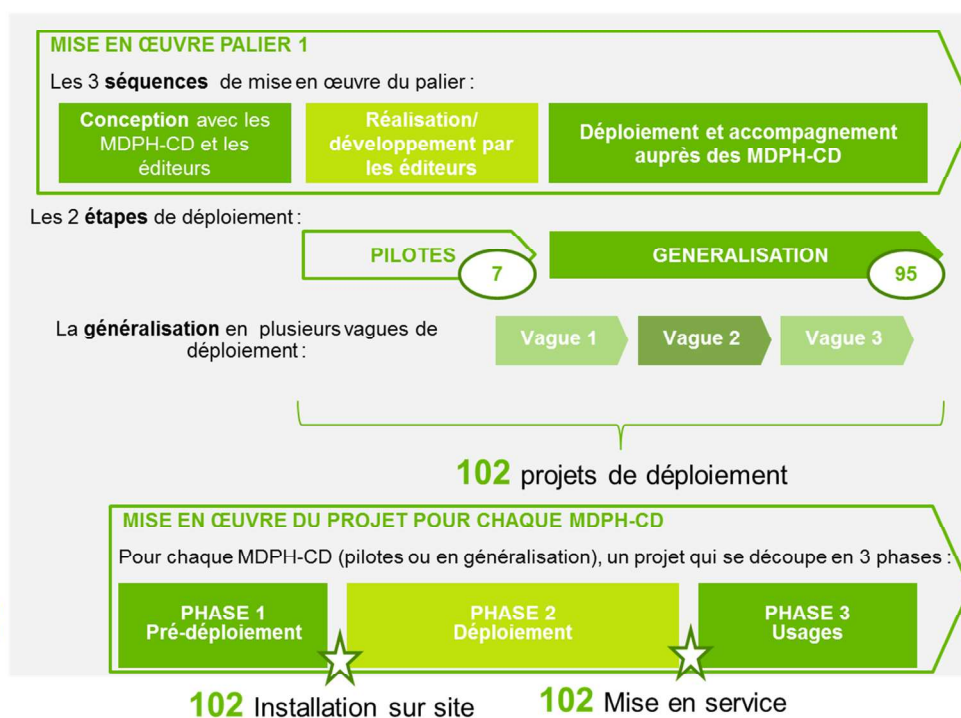 MISE EN ŒUVRE PALIER 1
Les 3 séquences de mise en œuvre du palier :
Conception avec les
MDPH-CD et les
éditeurs
Réalisation/
développement par
les éditeurs
Déploiement et accompagnement
auprès des MDPH-CD
Les 2 étapes de déploiement :
PILOTES
7
GENERALISATION
95
La généralisation en plusieurs vagues de
déploiement :
Vague 1
Vague 2
Vague 3
102 projets de déploiement
MISE EN ŒUVRE DU PROJET POUR CHAQUE MDPH-CD
Pour chaque MDPH-CD (pilotes ou en généralisation), un projet qui se découpe en 3 phases :
PHASE 1
Pré-déploiement
PHASE 2
Déploiement
PHASE 3
Usages
102 Installation sur site
102 Mise en service